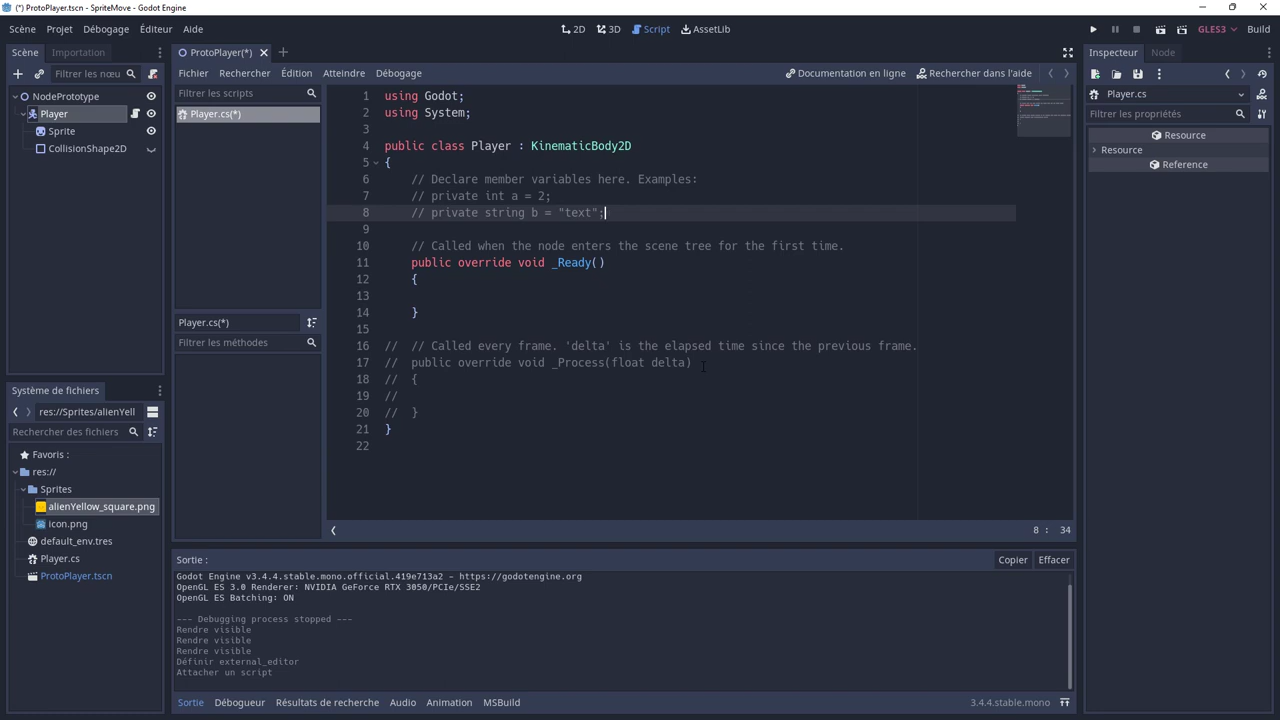 (*) ProtoPlayer.tscn - SpriteMove - Godot Engine
Scène Projet Débogage Éditeur Aide
2D 3D Script AssetLib
GLES3 Build
Scène Importation
Filtrer les nœu
NodePrototype
Player
Sprite
CollisionShape2D
Système de fichiers
res://Sprites/alienYell
Rechercher des fichiers
Favoris :
res://
Sprites
alienYellow_square.png
icon.png
default_env.tres
Player.cs
ProtoPlayer.tscn
ProtoPlayer(*)
Fichier Rechercher Édition Atteindre Débogage
Documentation en ligne Rechercher dans l'aide
Filtrer les scripts
Player.cs(*)
Player.cs(*)
Filtrer les méthodes
1 using Godot;
2 using System;
3
4 public class Player : KinematicBody2D
5 {
6 // Declare member variables here. Examples:
7 // private int a = 2;
8 // private string b = "text";
9
10 // Called when the node enters the scene tree for the first time.
11 public override void _Ready()
12 {
13
14 }
15
16 //  // Called every frame. 'delta' is the elapsed time since the previous frame.
17 //  public override void _Process(float delta)
18 //  {
19 //
20 //  }
21 }
22
8 : 34
Sortie :
Copier Effacer
Godot Engine v3.4.4.stable.mono.official.419e713a2 - https://godotengine.org
OpenGL ES 3.0 Renderer: NVIDIA GeForce RTX 3050/PCIe/SSE2
OpenGL ES Batching: ON
--- Debugging process stopped ---
Rendre visible
Rendre visible
Rendre visible
Définir external_editor
Attacher un script
Sortie Débogueur Résultats de recherche Audio Animation MSBuild
3.4.4.stable.mono
Inspecteur Node
Player.cs
Filtrer les propriétés
Resource
Resource
Reference